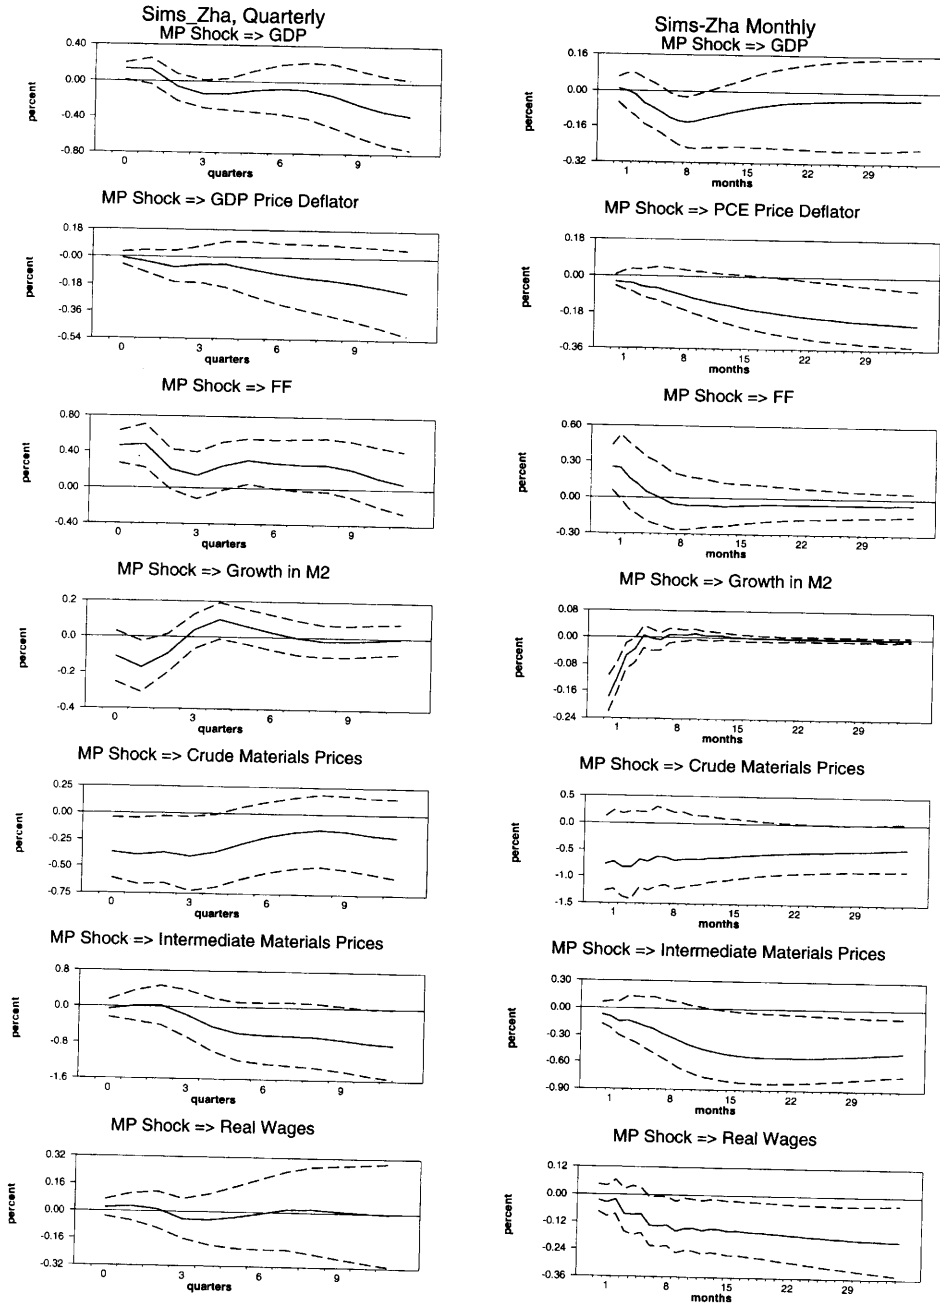 Sims_Zha, Quarterly
MP Shock => GDP
0.40
0.00
-0.40
-0.80
percent
0 3 6 9
quarters
MP Shock => GDP Price Deflator
0.18
-0.00
-0.18
-0.36
-0.54
percent
0 3 6 9
quarters
MP Shock => FF
0.80
0.40
0.00
-0.40
percent
0 3 6 9
quarters
MP Shock => Growth in M2
0.2
0.0
-0.2
-0.4
percent
0 3 6 9
quarters
MP Shock => Crude Materials Prices
0.25
0.00
-0.25
-0.50
-0.75
percent
0 3 6 9
quarters
MP Shock => Intermediate Materials Prices
0.8
0.0
-0.8
-1.6
percent
0 3 6 9
quarters
MP Shock => Real Wages
0.32
0.16
0.00
-0.16
-0.32
percent
0 3 6 9
quarters
Sims-Zha Monthly
MP Shock => GDP
0.16
0.00
-0.16
-0.32
percent
1 8 15 22 29
months
MP Shock => PCE Price Deflator
0.18
0.00
-0.18
-0.36
percent
1 8 15 22 29
months
MP Shock => FF
0.60
0.30
0.00
-0.30
percent
1 8 15 22 29
months
MP Shock => Growth in M2
0.08
0.00
-0.08
-0.16
-0.24
percent
1 8 15 22 29
months
MP Shock => Crude Materials Prices
0.5
0.0
-0.5
-1.0
-1.5
percent
1 8 15 22 29
months
MP Shock => Intermediate Materials Prices
0.30
0.00
-0.30
-0.60
-0.90
percent
1 8 15 22 29
months
MP Shock => Real Wages
0.12
0.00
-0.12
-0.24
-0.36
percent
1 8 15 22 29
months